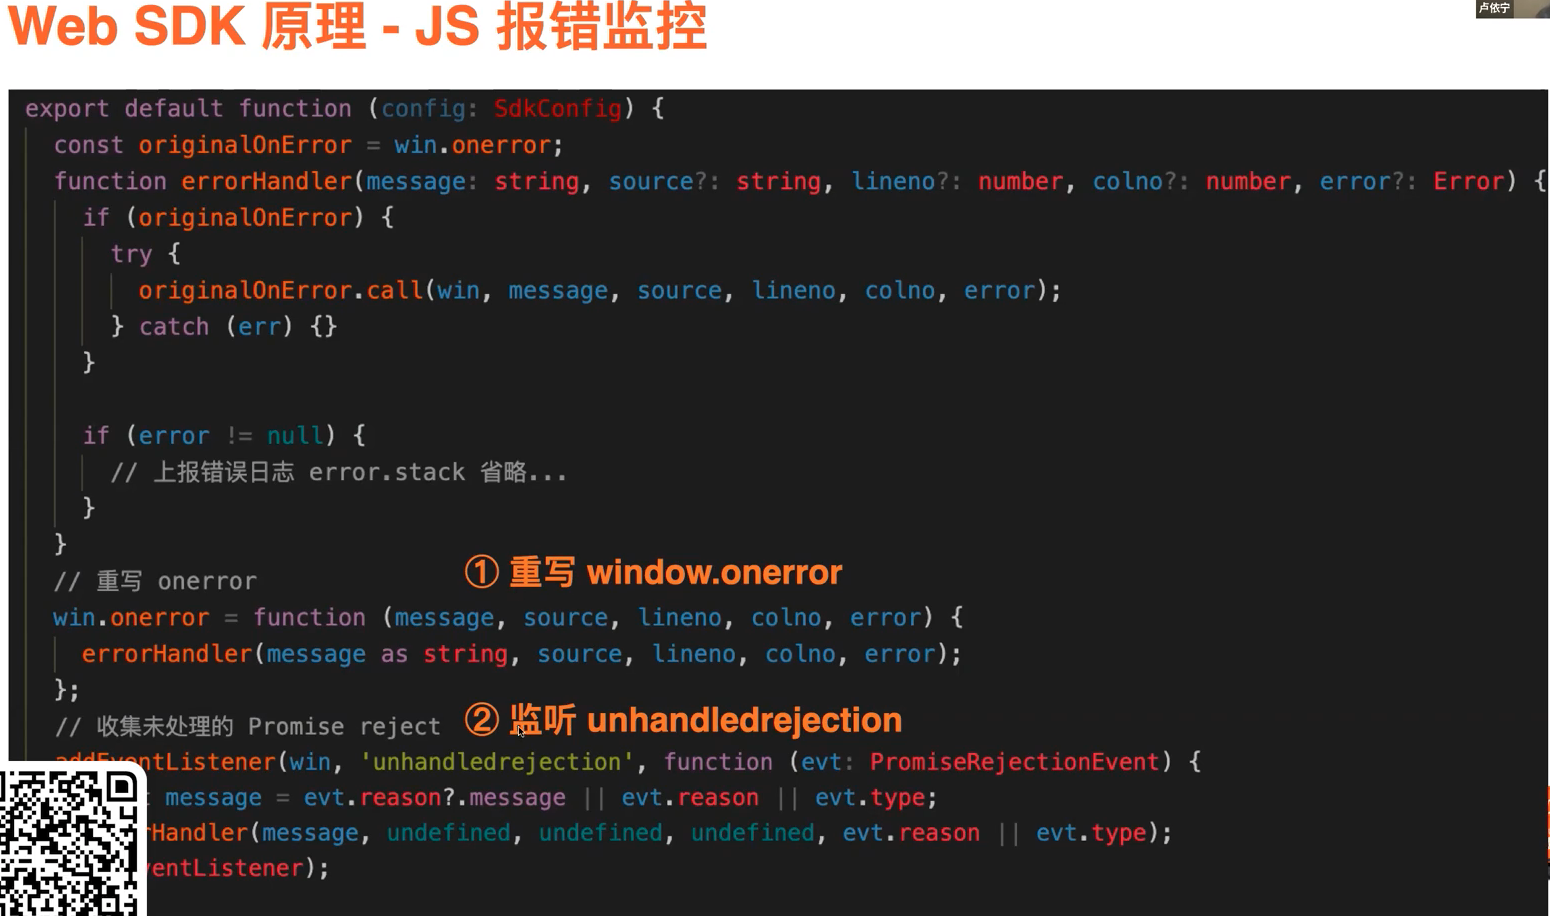 Web SDK 原理 - JS 报错监控
卢依宁
export default function (config: SdkConfig) {
const originalOnError = win.onerror;
function errorHandler(message: string, source?: string, lineno?: number, colno?: number, error?: Error) {
if (originalOnError) {
try {
originalOnError.call(win, message, source, lineno, colno, error);
} catch (err) {}
}
if (error != null) {
// 上报错误日志 error.stack 省略...
}
}
// 重写 onerror
① 重写 window.onerror
win.onerror = function (message, source, lineno, colno, error) {
errorHandler(message as string, source, lineno, colno, error);
};
// 收集未处理的 Promise reject
② 监听 unhandledrejection
addEventListener(win, 'unhandledrejection', function (evt: PromiseRejectionEvent) {
message = evt.reason?.message || evt.reason || evt.type;
rHandler(message, undefined, undefined, undefined, evt.reason || evt.type);
ventListener);